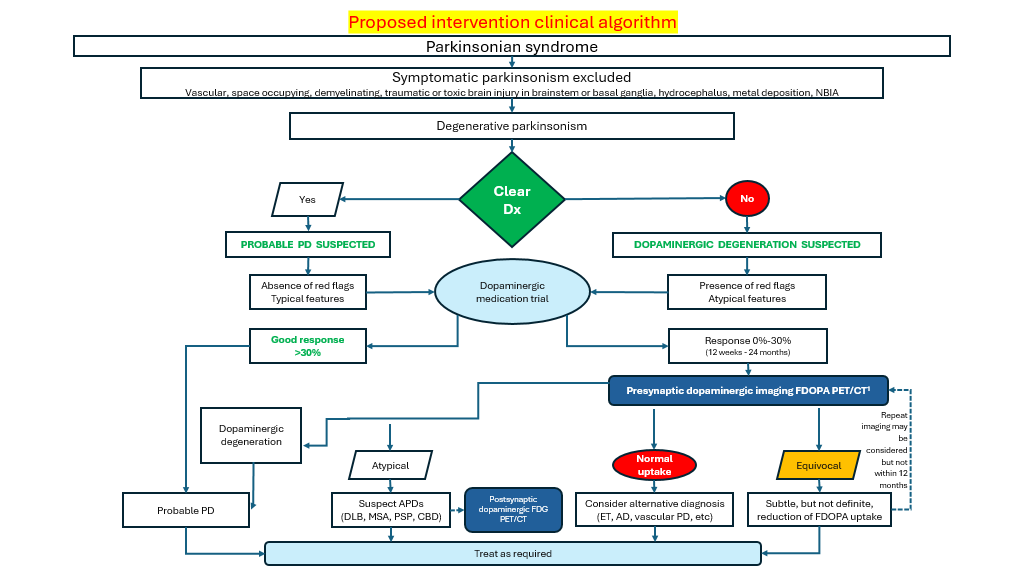 Proposed intervention clinical algorithm
Parkinsonian syndrome
Symptomatic parkinsonism excluded
Vascular, space occupying, demyelinating, traumatic or toxic brain injury in brainstem or basal ganglia, hydrocephalus, metal deposition, NBIA
Degenerative parkinsonism
Clear
Dx
Yes
No
PROBABLE PD SUSPECTED
DOPAMINERGIC DEGENERATION SUSPECTED
Absence of red flags
Typical features
Dopaminergic
medication trial
Presence of red flags
Atypical features
Good response
>30%
Response 0%-30%
(12 weeks - 24 months)
Presynaptic dopaminergic imaging FDOPA PET/CT¹
Repeat
imaging may
be
considered
but not
within 12
months
Dopaminergic
degeneration
Atypical
Normal
uptake
Equivocal
Probable PD
Suspect APDs
(DLB, MSA, PSP, CBD)
Postsynaptic
dopaminergic FDG
PET/CT
Consider alternative diagnosis
(ET, AD, vascular PD, etc)
Subtle, but not definite,
reduction of FDOPA uptake
Treat as required